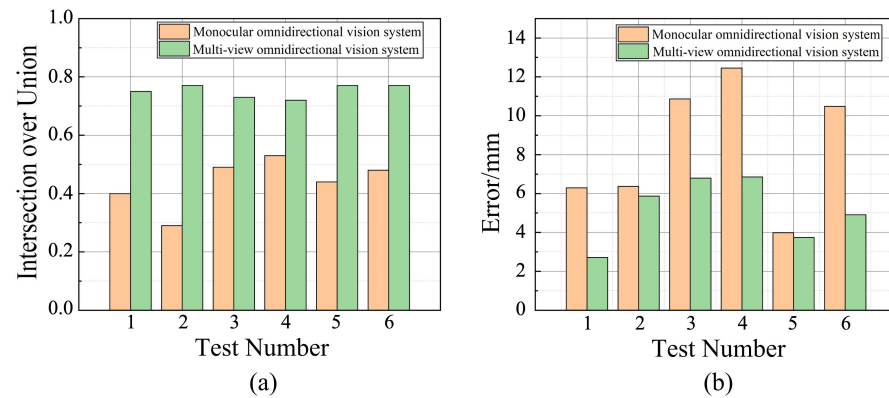 Monocular omnidirectional vision system
Multi-view omnidirectional vision system
1.0
0.8
0.6
0.4
0.2
0.0
Intersection over Union
1 2 3 4 5 6
Test Number
(a)
Monocular omnidirectional vision system
Multi-view omnidirectional vision system
14
12
10
8
6
4
2
0
Error/mm
1 2 3 4 5 6
Test Number
(b)